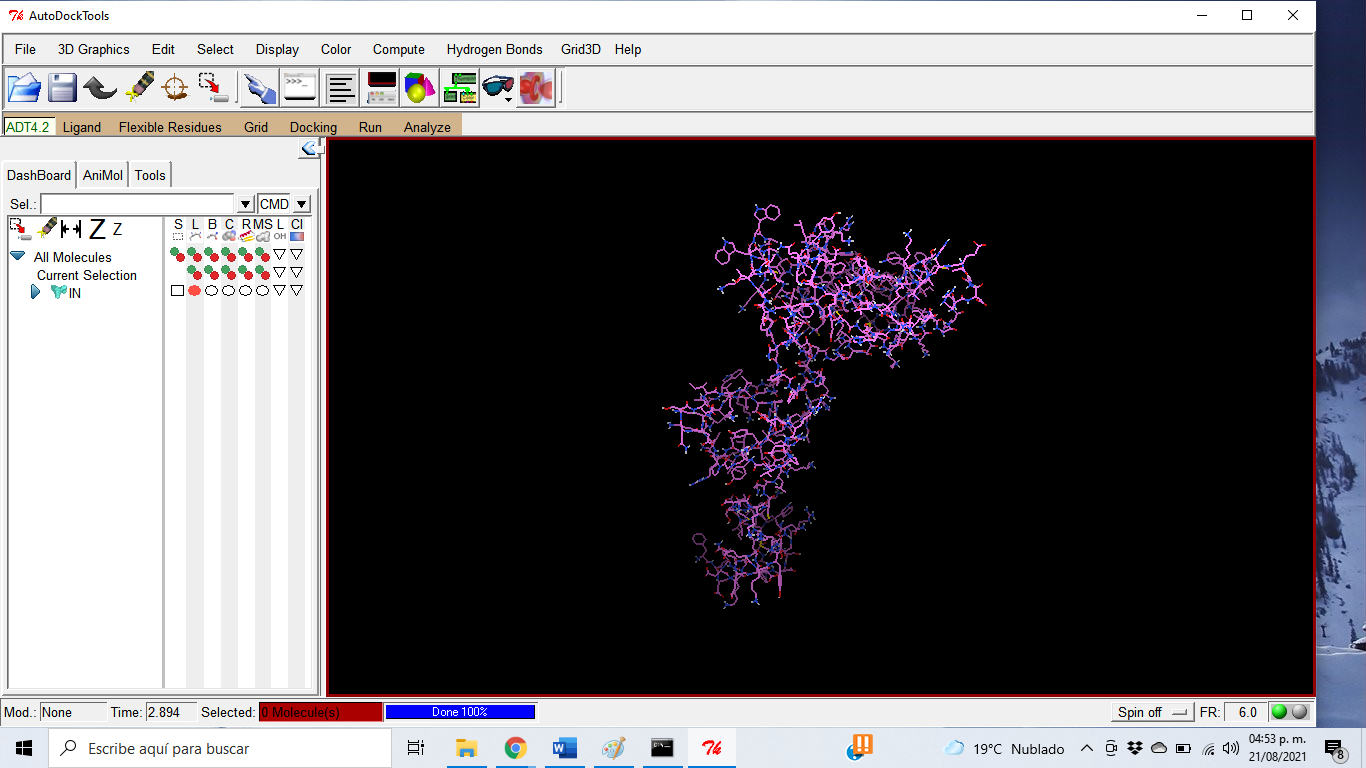 AutoDockTools
File 3D Graphics Edit Select Display Color Compute Hydrogen Bonds Grid3D Help
>>>_
ADT4.2 Ligand Flexible Residues Grid Docking Run Analyze
DashBoard AniMol Tools
Sel.: CMD
Z Z S L B C R MS L Cl
OH
All Molecules
Current Selection
IN
Mod.: None Time: 2.894 Selected: 0 Molecule(s) Done 100% Spin off FR: 6.0
Escribe aquí para buscar 19°C Nublado 04:53 p. m.
21/08/2021
8